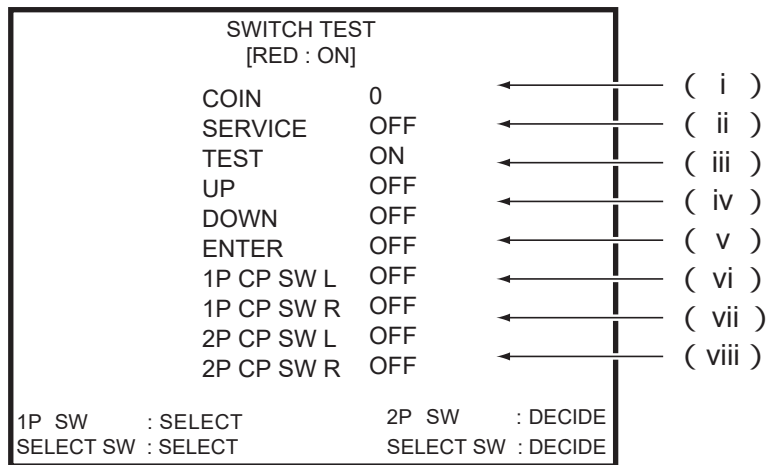 SWITCH TEST
[RED : ON]
COIN 0 ( i )
SERVICE OFF ( ii )
TEST ON ( iii )
UP OFF ( iv )
DOWN OFF ( v )
ENTER OFF ( vi )
1P CP SW L OFF ( vii )
1P CP SW R OFF ( viii )
2P CP SW L OFF
2P CP SW R OFF
1P SW : SELECT 2P SW : DECIDE
SELECT SW : SELECT SELECT SW : DECIDE